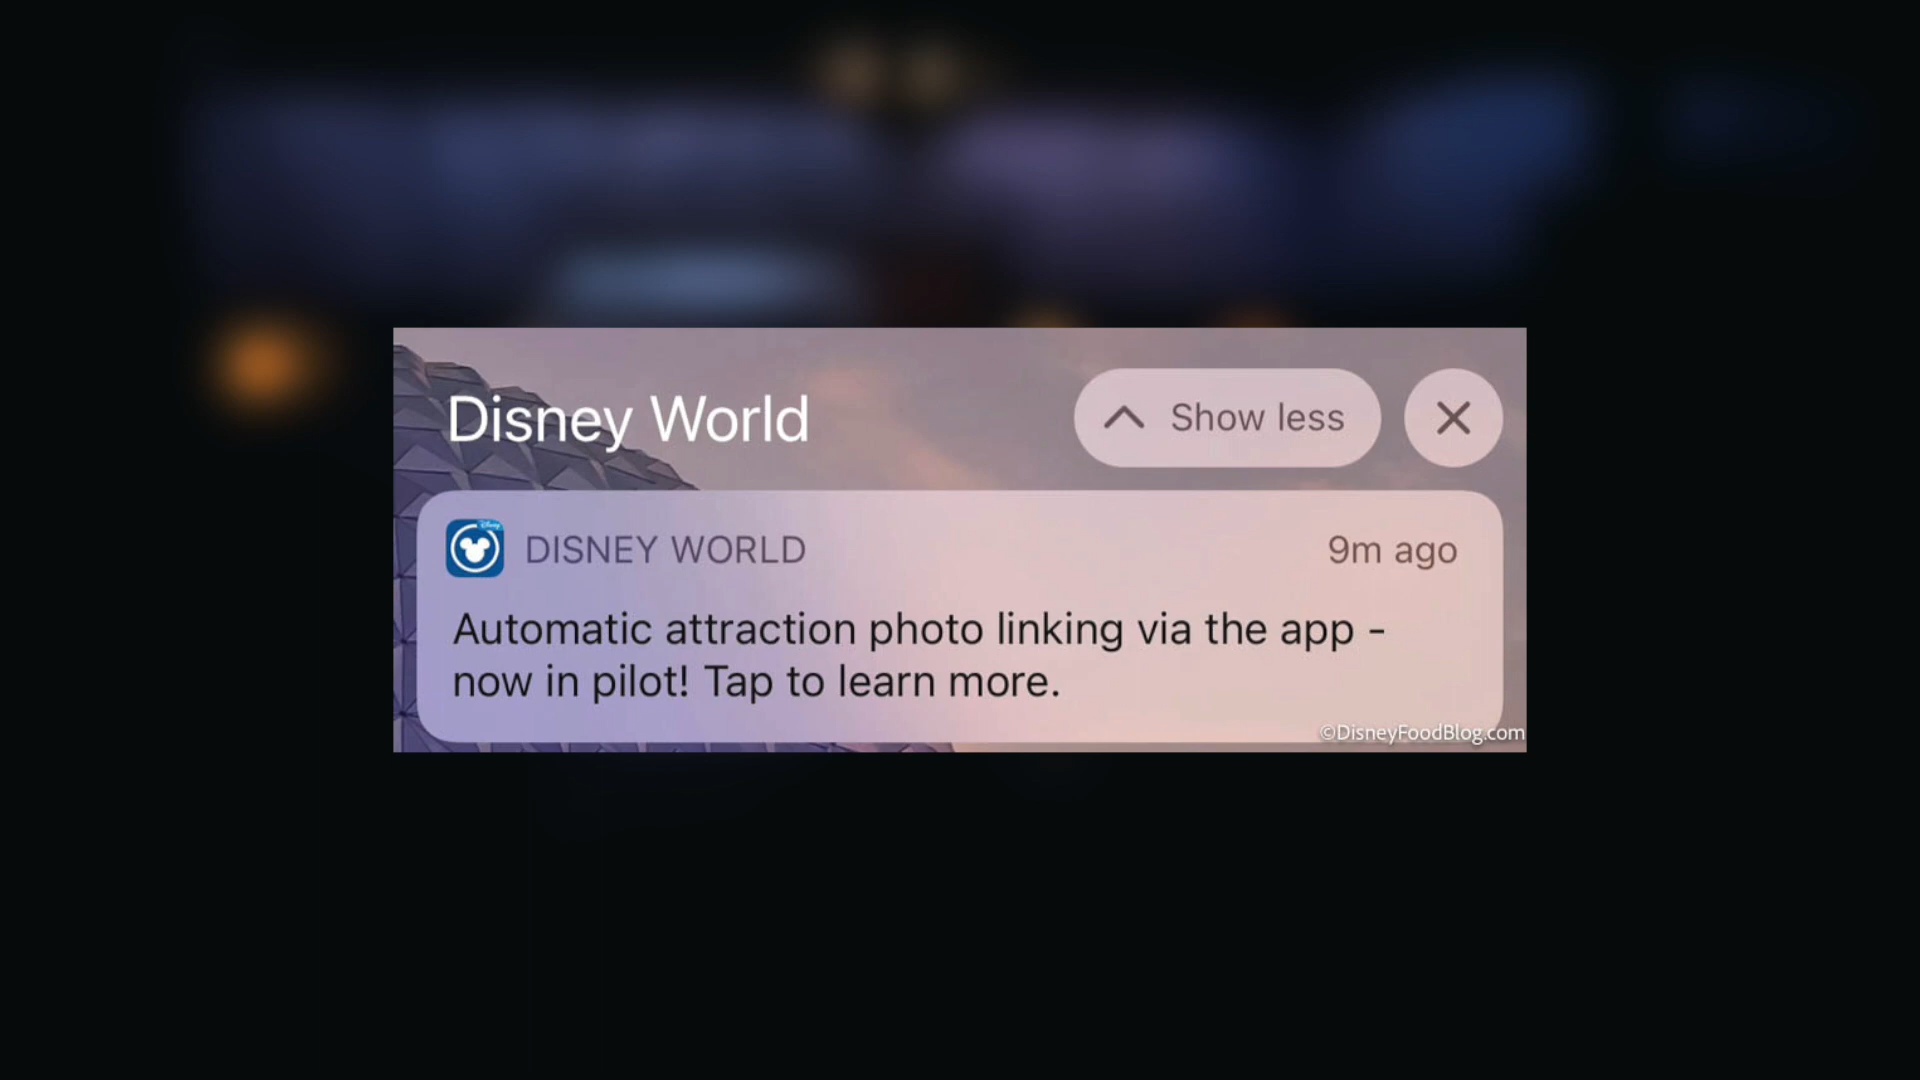 Disney World
Show less
Disney
DISNEY WORLD
9m ago
Automatic attraction photo linking via the app -
now in pilot! Tap to learn more.
©DisneyFoodBlog.com